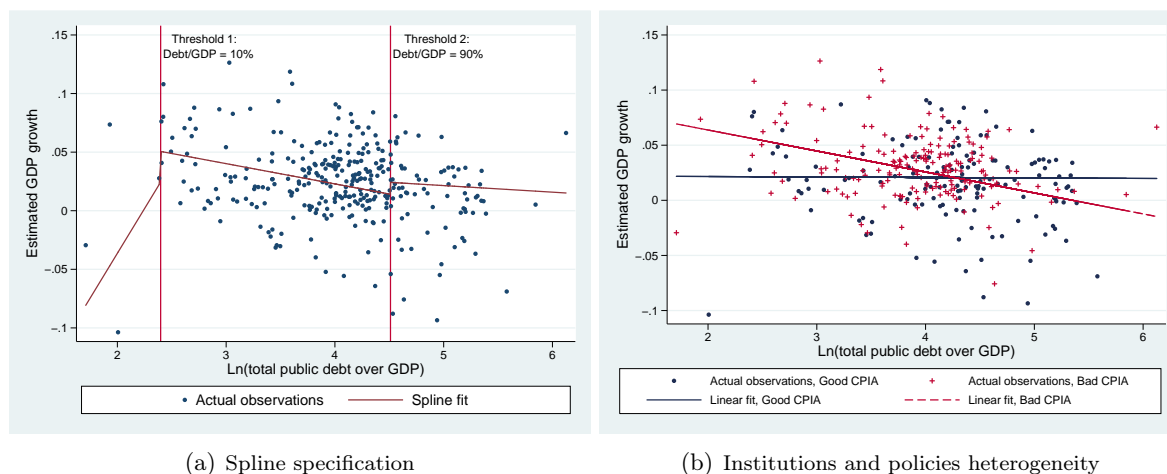 Threshold 1:
Debt/GDP = 10%
Threshold 2:
Debt/GDP = 90%
Estimated GDP growth
.15
.1
.05
0
-.05
-.1
2 3 4 5 6
Ln(total public debt over GDP)
Actual observations Spline fit
(a) Spline specification
Estimated GDP growth
.15
.1
.05
0
-.05
-.1
2 3 4 5 6
Ln(total public debt over GDP)
Actual observations, Good CPIA Actual observations, Bad CPIA
Linear fit, Good CPIA Linear fit, Bad CPIA
(b) Institutions and policies heterogeneity